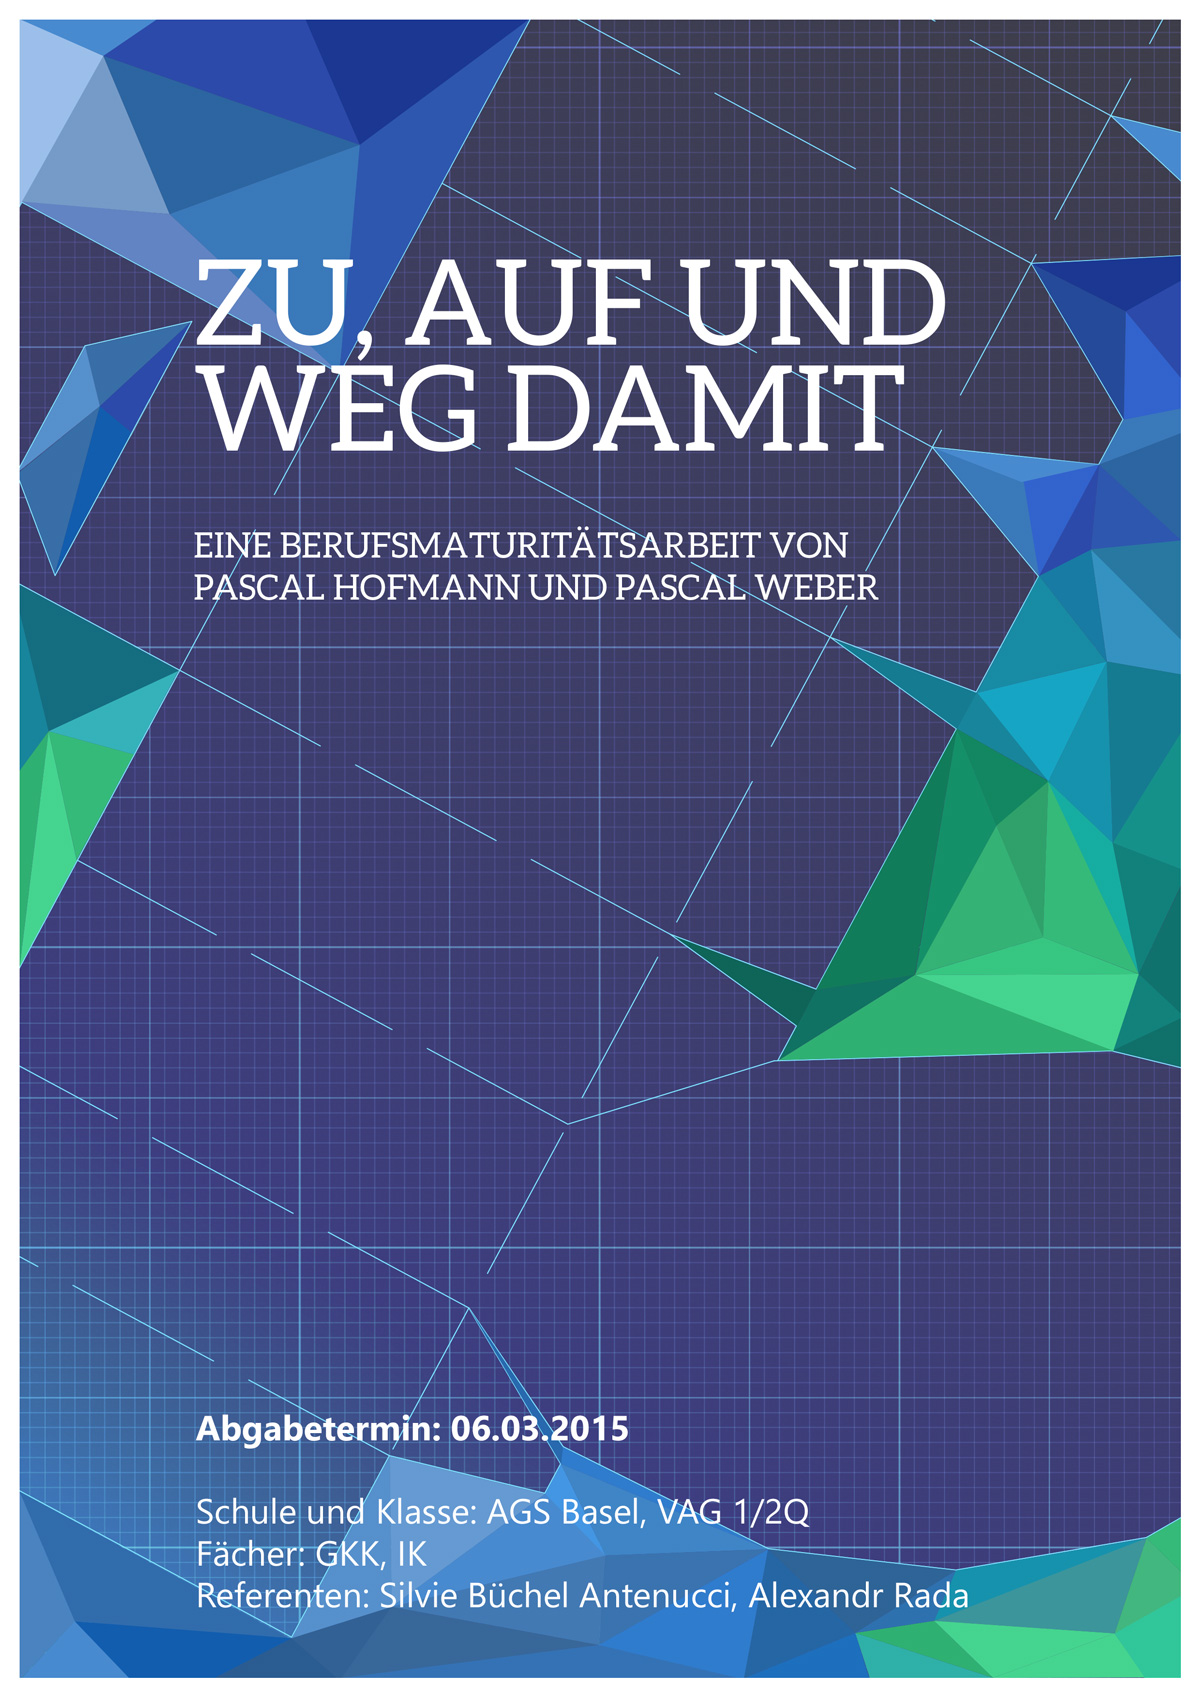 ZU, AUF UND
WEG DAMIT
EINE BERUFSMATURITÄTSARBEIT VON
PASCAL HOFMANN UND PASCAL WEBER
Abgabetermin: 06.03.2015
Schule und Klasse: AGS Basel, VAG 1/2Q
Fächer: GKK, IK
Referenten: Silvie Büchel Antenucci, Alexandr Rada